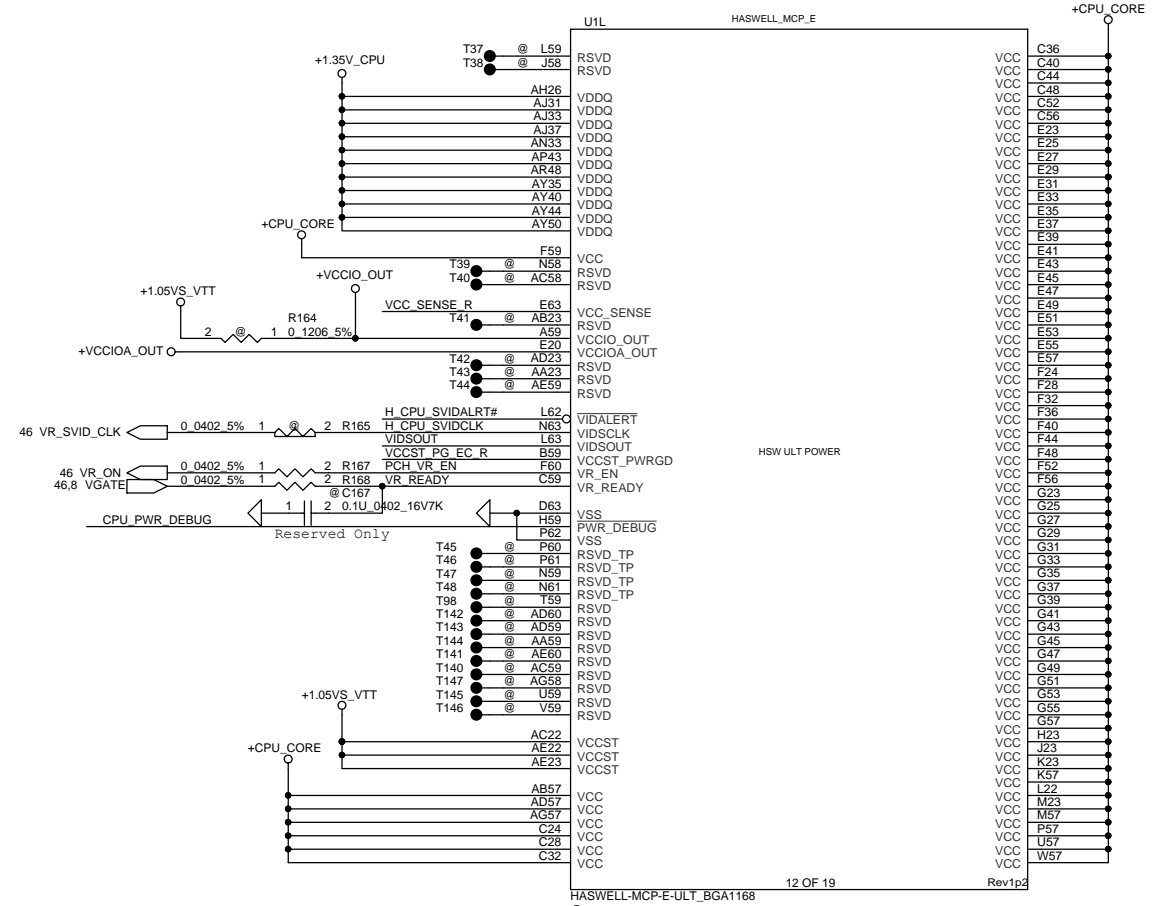 U1L
HASWELL_MCP_E
+CPU_CORE
+1.35V_CPU
T37 @ L59 RSVD
T38 @ J58 RSVD
AH26 VDDQ
AJ31 VDDQ
AJ33 VDDQ
AJ37 VDDQ
AN33 VDDQ
AP43 VDDQ
AR48 VDDQ
AY35 VDDQ
AY40 VDDQ
AY44 VDDQ
AY50 VDDQ
+CPU_CORE
F59 VCC
T39 @ N58 RSVD
T40 @ AC58 RSVD
+VCCIO_OUT
+1.05VS_VTT
VCC_SENSE_R E63 VCC_SENSE
T41 @ AB23 RSVD
R164
2 @ 1 0_1206_5% A59 VCCIO_OUT
+VCCIOA_OUT E20 VCCIOA_OUT
T42 @ AD23 RSVD
T43 @ AA23 RSVD
T44 @ AE59 RSVD
H_CPU_SVIDALRT# L62 VIDALERT
46 VR_SVID_CLK 0_0402_5% 1 @ 2 R165 H_CPU_SVIDCLK N63 VIDSCLK
VIDSOUT L63 VIDSOUT
VCCST_PG_EC_R B59 VCCST_PWRGD
46 VR_ON 0_0402_5% 1 2 R167 PCH_VR_EN F60 VR_EN
46,8 VGATE 0_0402_5% 1 2 R168 VR_READY C59 VR_READY
@ C167
1 2 0.1U_0402_16V7K
D63 VSS
CPU_PWR_DEBUG H59 PWR_DEBUG
Reserved Only
P62 VSS
T45 @ P60 RSVD_TP
T46 @ P61 RSVD_TP
T47 @ N59 RSVD_TP
T48 @ N61 RSVD_TP
T98 @ T59 RSVD
T142 @ AD60 RSVD
T143 @ AD59 RSVD
T144 @ AA59 RSVD
T141 @ AE60 RSVD
T140 @ AC59 RSVD
T147 @ AG58 RSVD
T145 @ U59 RSVD
T146 @ V59 RSVD
+1.05VS_VTT
AC22 VCCST
AE22 VCCST
AE23 VCCST
+CPU_CORE
AB57 VCC
AD57 VCC
AG57 VCC
C24 VCC
C28 VCC
C32 VCC
HSW ULT POWER
VCC C36
VCC C40
VCC C44
VCC C48
VCC C52
VCC C56
VCC E23
VCC E25
VCC E27
VCC E29
VCC E31
VCC E33
VCC E35
VCC E37
VCC E39
VCC E41
VCC E43
VCC E45
VCC E47
VCC E49
VCC E51
VCC E53
VCC E55
VCC E57
VCC F24
VCC F28
VCC F32
VCC F36
VCC F40
VCC F44
VCC F48
VCC F52
VCC F56
VCC G23
VCC G25
VCC G27
VCC G29
VCC G31
VCC G33
VCC G35
VCC G37
VCC G39
VCC G41
VCC G43
VCC G45
VCC G47
VCC G49
VCC G51
VCC G53
VCC G55
VCC G57
VCC H23
VCC J23
VCC K23
VCC K57
VCC L22
VCC M23
VCC M57
VCC P57
VCC U57
VCC W57
12 OF 19
Rev1p2
HASWELL-MCP-E-ULT_BGA1168